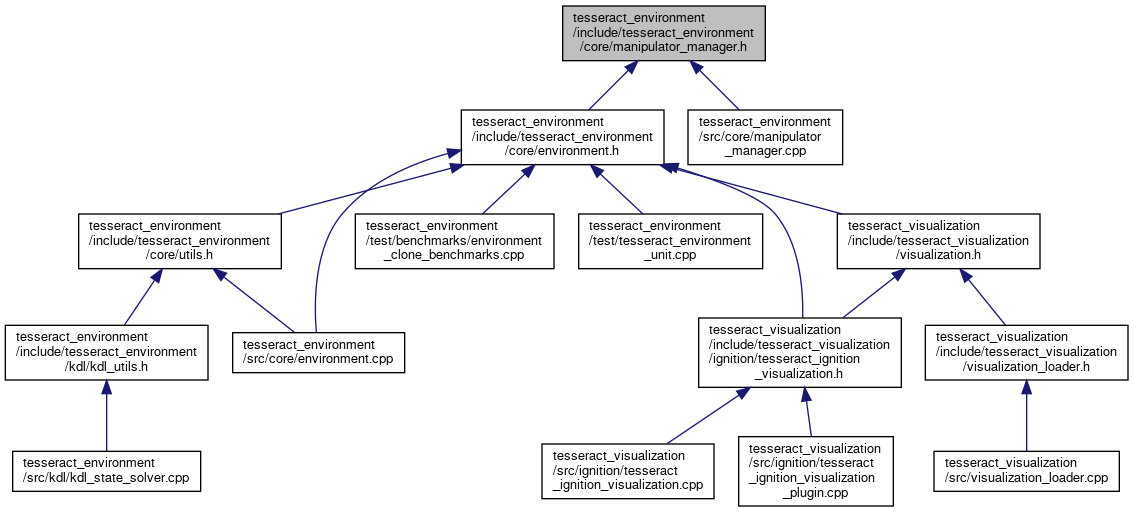 tesseract_environment
/include/tesseract_environment
/core/manipulator_manager.h
tesseract_environment
/include/tesseract_environment
/core/environment.h
tesseract_environment
/src/core/manipulator
_manager.cpp
tesseract_environment
/include/tesseract_environment
/core/utils.h
tesseract_environment
/test/benchmarks/environment
_clone_benchmarks.cpp
tesseract_environment
/test/tesseract_environment
_unit.cpp
tesseract_visualization
/include/tesseract_visualization
/visualization.h
tesseract_environment
/include/tesseract_environment
/kdl/kdl_utils.h
tesseract_environment
/src/core/environment.cpp
tesseract_visualization
/include/tesseract_visualization
/ignition/tesseract_ignition
_visualization.h
tesseract_visualization
/include/tesseract_visualization
/visualization_loader.h
tesseract_environment
/src/kdl/kdl_state_solver.cpp
tesseract_visualization
/src/ignition/tesseract
_ignition_visualization.cpp
tesseract_visualization
/src/ignition/tesseract
_ignition_visualization
_plugin.cpp
tesseract_visualization
/src/visualization_loader.cpp